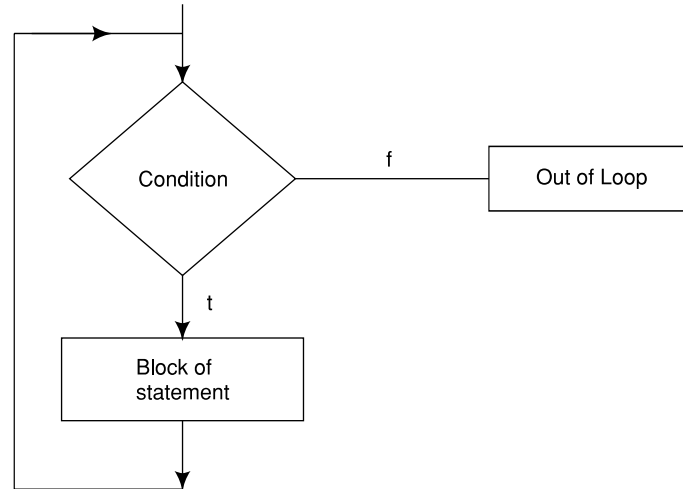 Condition
f
Out of Loop
t
Block of
statement